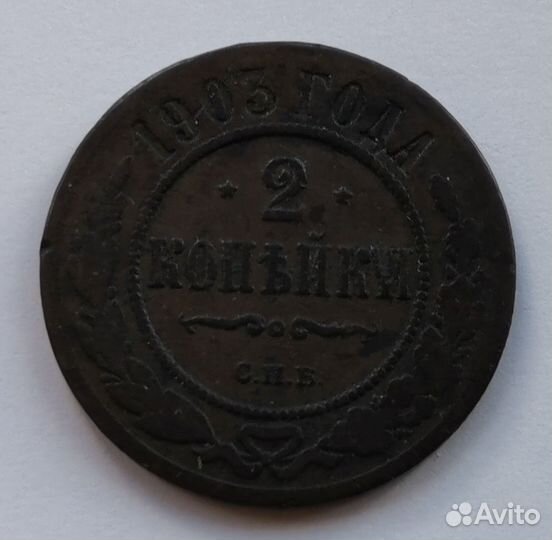 1903 ГОДА
2
КОПѢЙКИ
С.П.Б.
Avito